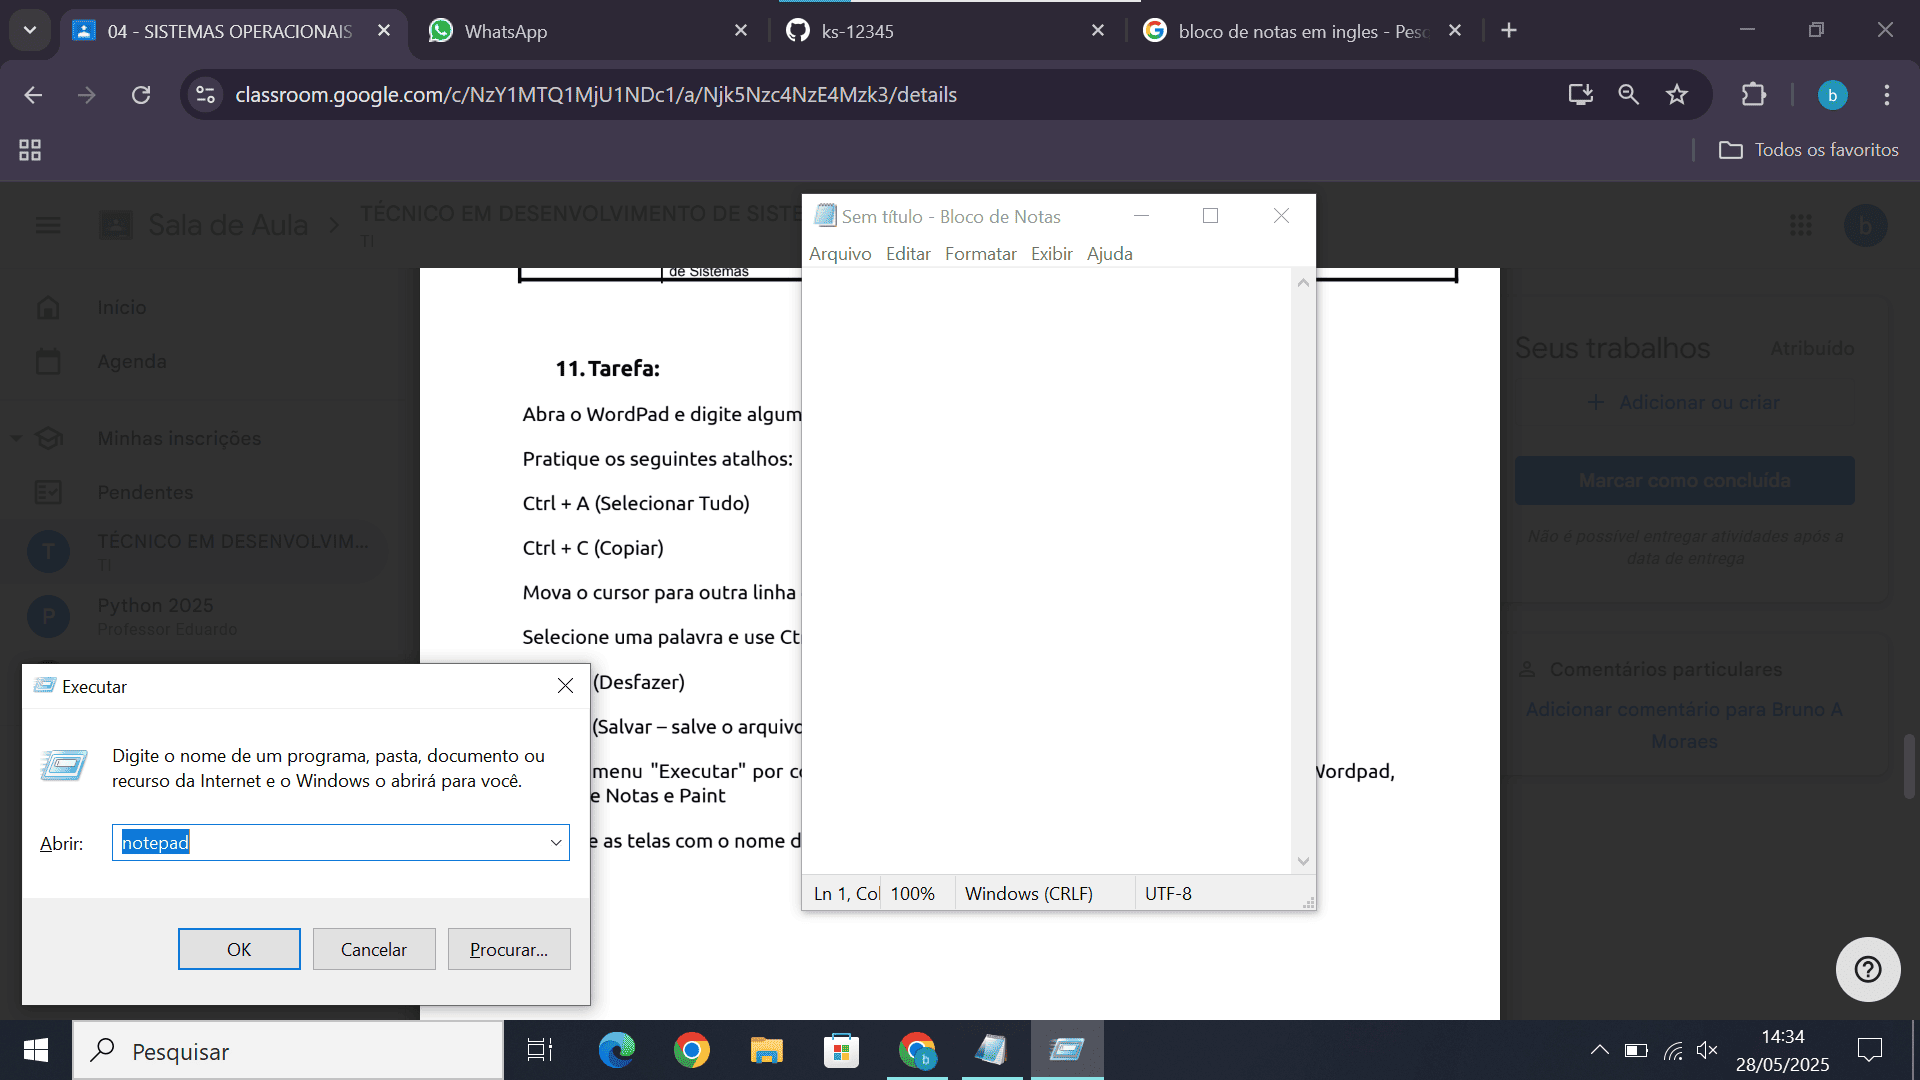 04 - SISTEMAS OPERACIONAIS
WhatsApp
ks-12345
bloco de notas em ingles - Pesq
classroom.google.com/c/NzY1MTQ1MjU1NDc1/a/Njk5Nzc4NzE4Mzk3/details
b
Todos os favoritos
Sala de Aula
TÉCNICO EM DESENVOLVIMENTO DE SISTE
TI
b
Início
Agenda
Minhas inscrições
Pendentes
T
TÉCNICO EM DESENVOLVIM...
TI
P
Python 2025
Professor Eduardo
de Sistemas
11. Tarefa:
Abra o WordPad e digite algum
Pratique os seguintes atalhos:
Ctrl + A (Selecionar Tudo)
Ctrl + C (Copiar)
Mova o cursor para outra linha
Selecione uma palavra e use Ct
(Desfazer)
(Salvar – salve o arquivo
menu "Executar" por co
Wordpad,
e Notas e Paint
e as telas com o nome d
Sem título - Bloco de Notas
Arquivo Editar Formatar Exibir Ajuda
Ln 1, Col
100%
Windows (CRLF)
UTF-8
Seus trabalhos
Atribuído
+ Adicionar ou criar
Marcar como concluída
Não é possível entregar atividades após a
data de entrega
Comentários particulares
Adicionar comentário para Bruno A
Moraes
Executar
Digite o nome de um programa, pasta, documento ou
recurso da Internet e o Windows o abrirá para você.
Abrir:
notepad
OK
Cancelar
Procurar...
Pesquisar
b
14:34
28/05/2025